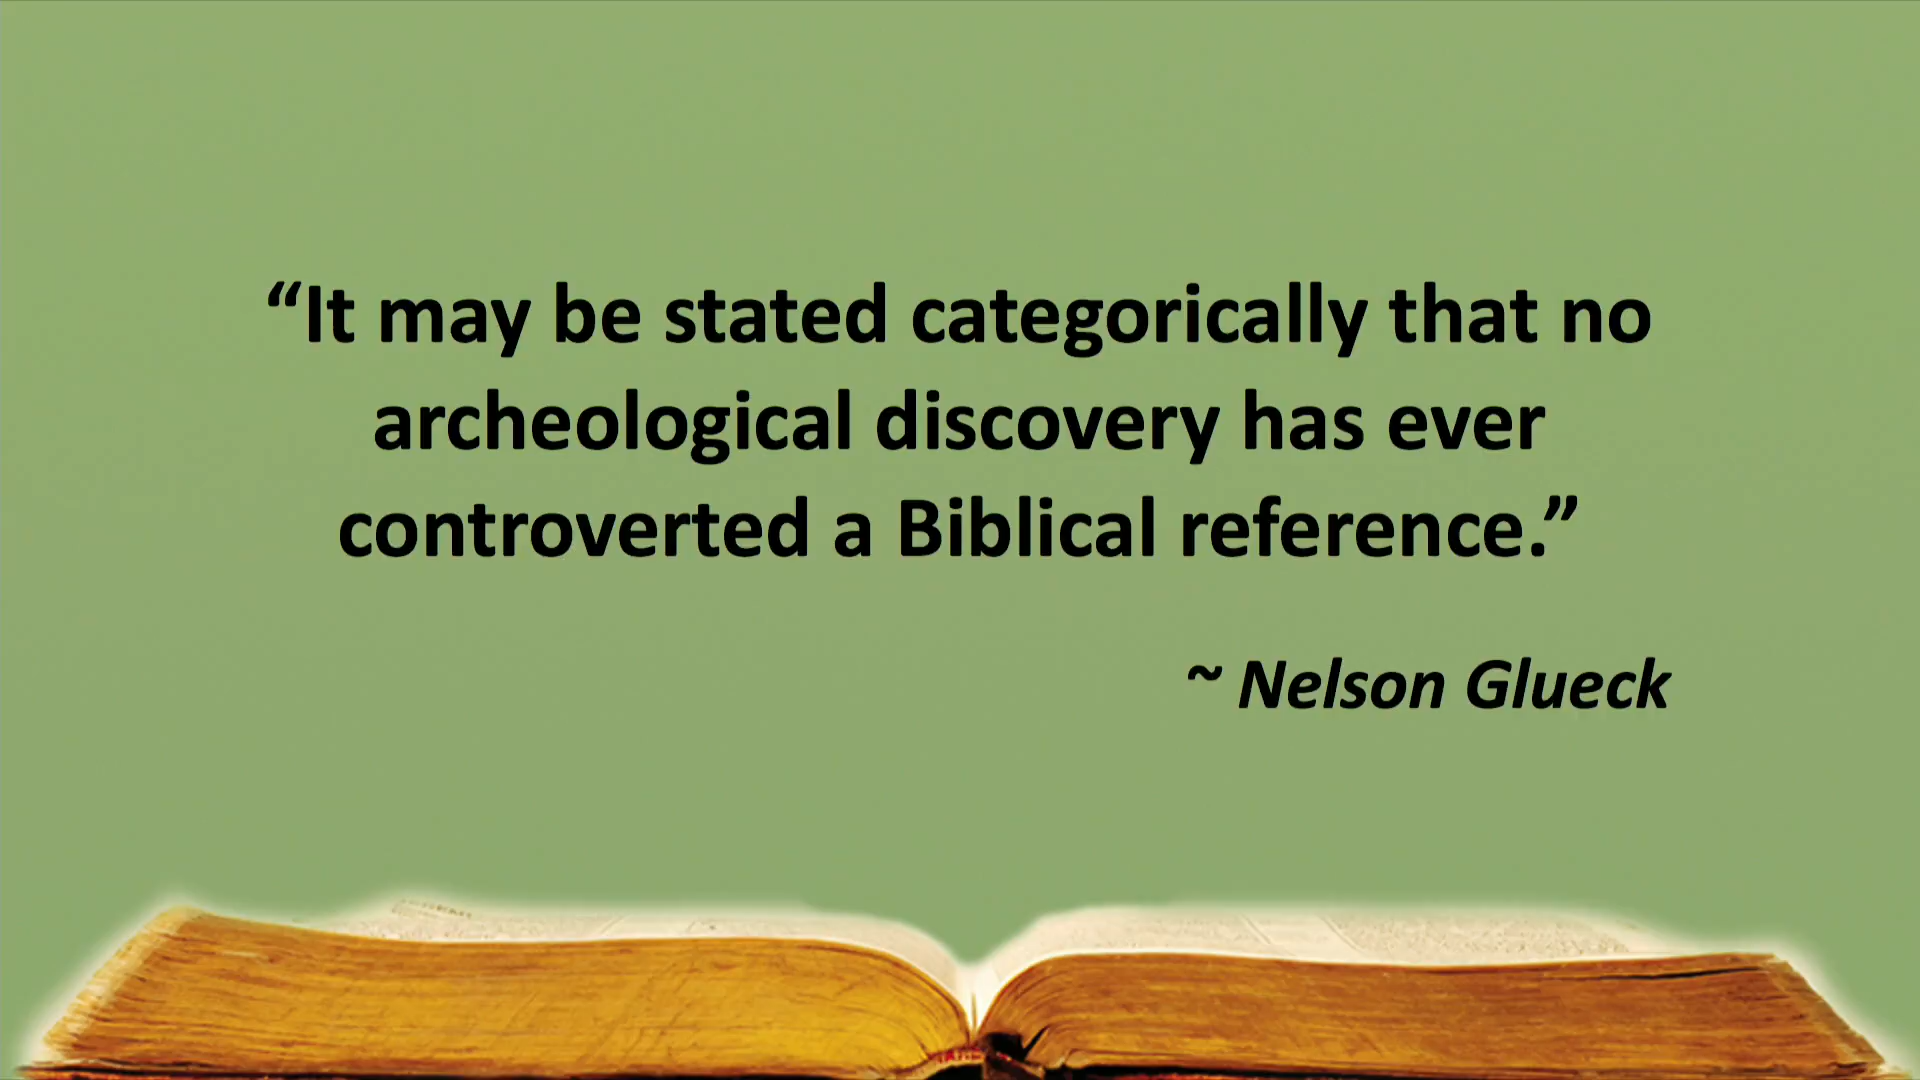 “It may be stated categorically that no
archeological discovery has ever
controverted a Biblical reference.”
~ Nelson Glueck